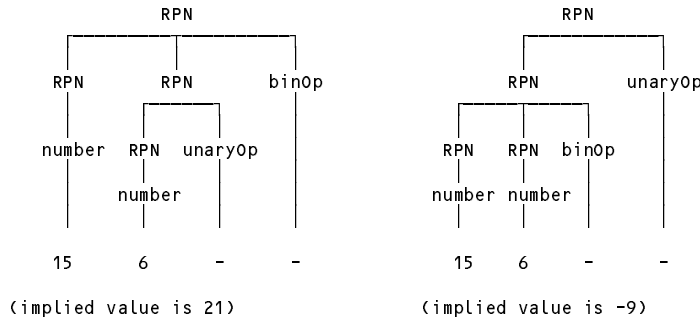 RPN RPN
RPN RPN binOp RPN unaryOp
number RPN unaryOp RPN RPN binOp
number number number
15 6 - - 15 6 - -
(implied value is 21) (implied value is -9)